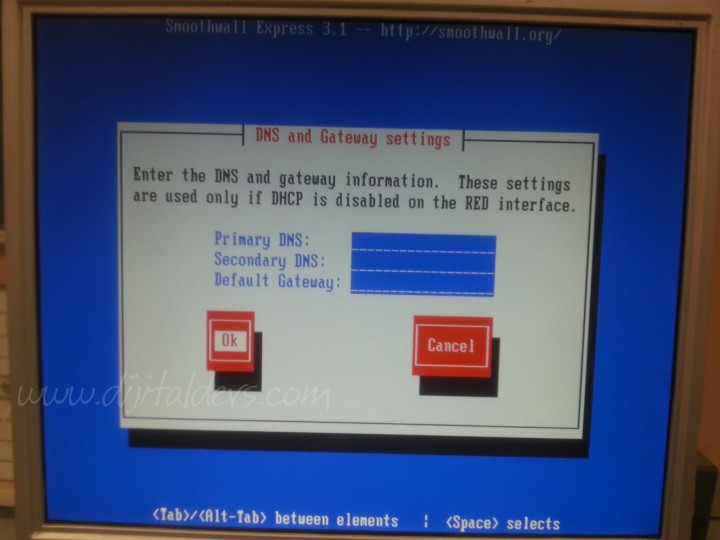 Smoothwall Express 3.1 -- http://smoothwall.org/
DNS and Gateway settings
Enter the DNS and gateway information. These settings
are used only if DHCP is disabled on the RED interface.
Primary DNS:
Secondary DNS:
Default Gateway:
Ok
Cancel
www.dijitaldevs.com
<Tab>/<Alt-Tab> between elements ¦ <Space> selects